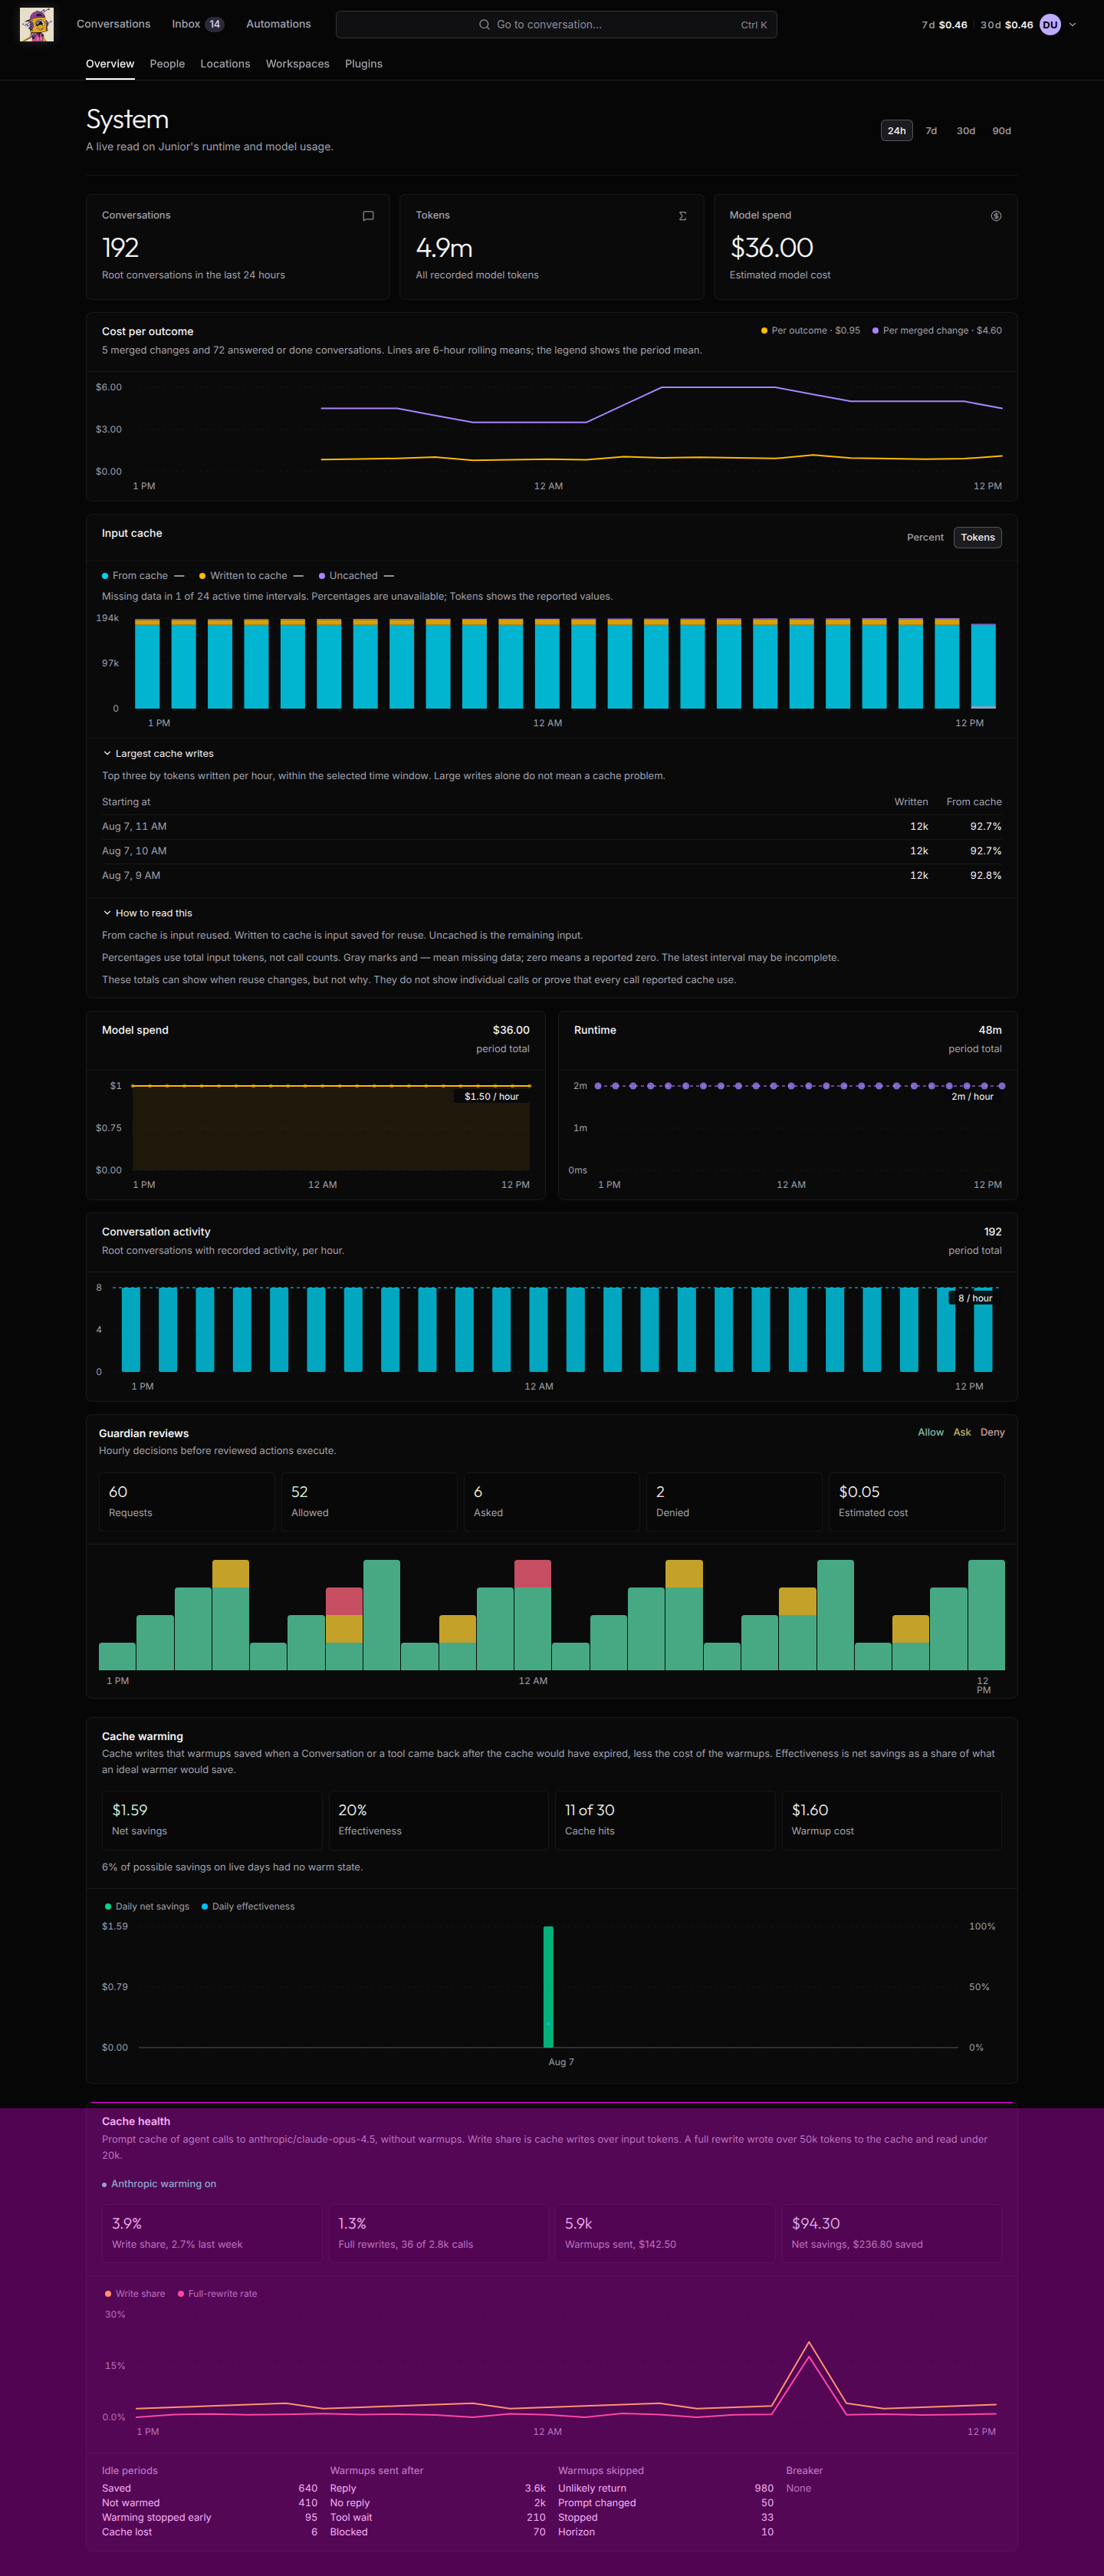 Conversations Inbox 14 Automations Go to conversation... Ctrl K 7d $0.46 30d $0.46 DU
Overview People Locations Workspaces Plugins
System
A live read on Junior's runtime and model usage.
24h 7d 30d 90d
Conversations
192
Root conversations in the last 24 hours
Tokens
4.9m
All recorded model tokens
Model spend
$36.00
Estimated model cost
Cost per outcome
Per outcome · $0.95 Per merged change · $4.60
5 merged changes and 72 answered or done conversations. Lines are 6-hour rolling means; the legend shows the period mean.
$6.00
$3.00
$0.00
1 PM 12 AM 12 PM
Input cache
Percent Tokens
From cache — Written to cache — Uncached —
Missing data in 1 of 24 active time intervals. Percentages are unavailable; Tokens shows the reported values.
194k
97k
0
1 PM 12 AM 12 PM
Largest cache writes
Top three by tokens written per hour, within the selected time window. Large writes alone do not mean a cache problem.
Starting at Written From cache
Aug 7, 11 AM 12k 92.7%
Aug 7, 10 AM 12k 92.7%
Aug 7, 9 AM 12k 92.8%
How to read this
From cache is input reused. Written to cache is input saved for reuse. Uncached is the remaining input.
Percentages use total input tokens, not call counts. Gray marks and — mean missing data; zero means a reported zero. The latest interval may be incomplete.
These totals can show when reuse changes, but not why. They do not show individual calls or prove that every call reported cache use.
Model spend $36.00
period total
$1
$1.50 / hour
$0.75
$0.00
1 PM 12 AM 12 PM
Runtime 48m
period total
2m
2m / hour
1m
0ms
1 PM 12 AM 12 PM
Conversation activity 192
Root conversations with recorded activity, per hour. period total
8
8 / hour
4
0
1 PM 12 AM 12 PM
Guardian reviews Allow Ask Deny
Hourly decisions before reviewed actions execute.
60
Requests
52
Allowed
6
Asked
2
Denied
$0.05
Estimated cost
1 PM 12 AM 12
PM
Cache warming
Cache writes that warmups saved when a Conversation or a tool came back after the cache would have expired, less the cost of the warmups. Effectiveness is net savings as a share of what
an ideal warmer would save.
$1.59
Net savings
20%
Effectiveness
11 of 30
Cache hits
$1.60
Warmup cost
6% of possible savings on live days had no warm state.
Daily net savings Daily effectiveness
$1.59 100%
$0.79 50%
$0.00 0%
Aug 7
Cache health
Prompt cache of agent calls to anthropic/claude-opus-4.5, without warmups. Write share is cache writes over input tokens. A full rewrite wrote over 50k tokens to the cache and read under
20k.
Anthropic warming on
3.9%
Write share, 2.7% last week
1.3%
Full rewrites, 36 of 2.8k calls
5.9k
Warmups sent, $142.50
$94.30
Net savings, $236.80 saved
Write share Full-rewrite rate
30%
15%
0.0%
1 PM 12 AM 12 PM
Idle periods
Saved 640
Not warmed 410
Warming stopped early 95
Cache lost 6
Warmups sent after
Reply 3.6k
No reply 2k
Tool wait 210
Blocked 70
Warmups skipped
Unlikely return 980
Prompt changed 50
Stopped 33
Horizon 10
Breaker
None